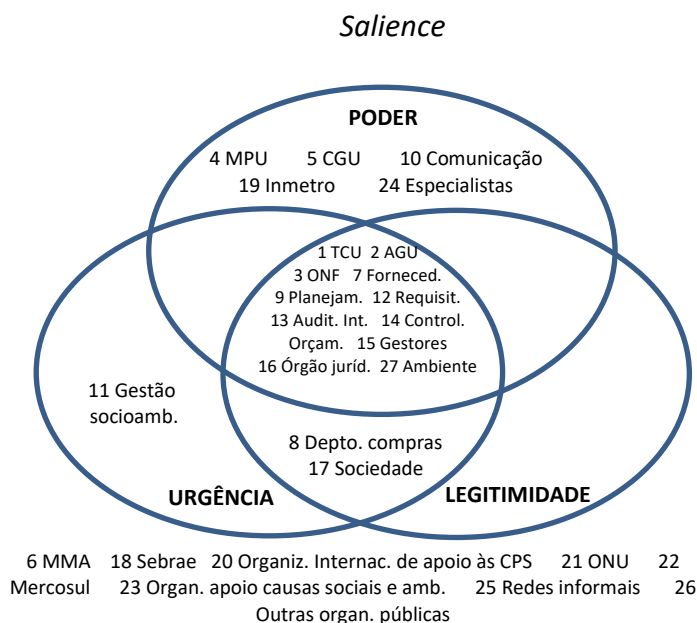 Salience
PODER
4 MPU 5 CGU 10 Comunicação
19 Inmetro 24 Especialistas
1 TCU 2 AGU
3 ONF 7 Forneced.
9 Planejam. 12 Requisit.
13 Audit. Int. 14 Control.
Orçam. 15 Gestores
16 Órgão juríd. 27 Ambiente
11 Gestão
socioamb.
8 Depto. compras
17 Sociedade
URGÊNCIA
LEGITIMIDADE
6 MMA 18 Sebrae 20 Organiz. Internac. de apoio às CPS 21 ONU 22
Mercosul 23 Organ. apoio causas sociais e amb. 25 Redes informais 26
Outras organ. públicas